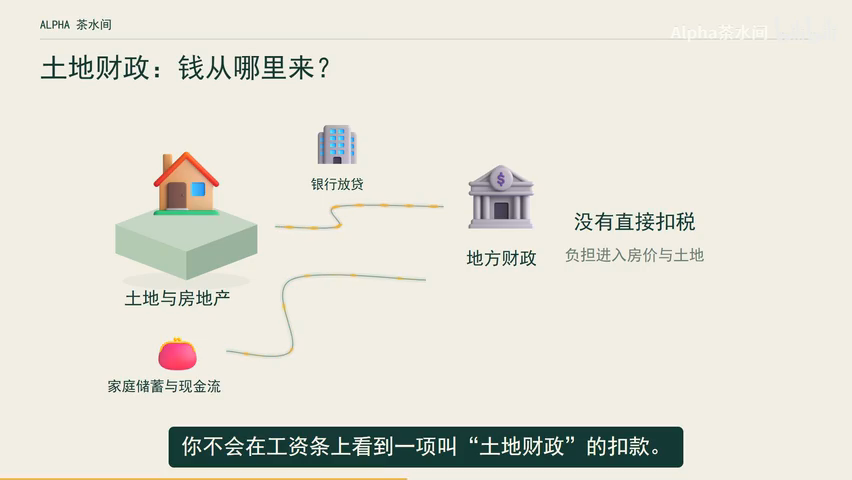 ALPHA 茶水间
Alpha茶水间
土地财政：钱从哪里来？
银行放贷
没有直接扣税
地方财政
负担进入房价与土地
土地与房地产
家庭储蓄与现金流
你不会在工资条上看到一项叫“土地财政”的扣款。